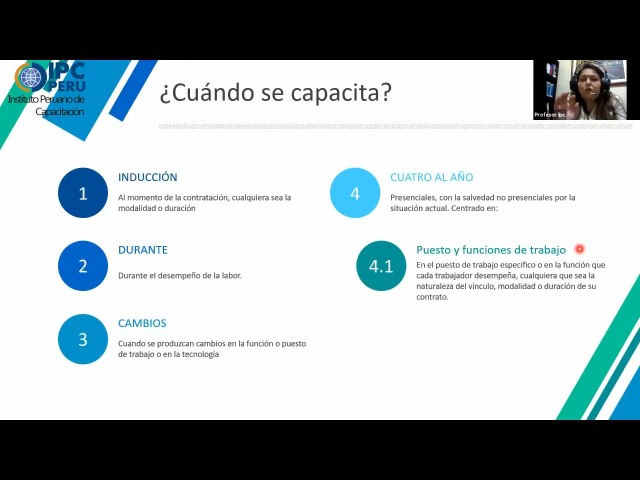 IPC
PERU
Instituto Peruano de
Capacitación
¿Cuándo se capacita?
Profesor Ipc
1
INDUCCIÓN
Al momento de la contratación, cualquiera sea la
modalidad o duración
2
DURANTE
Durante el desempeño de la labor.
3
CAMBIOS
Cuando se produzcan cambios en la función o puesto
de trabajo o en la tecnología
4
CUATRO AL AÑO
Presenciales, con la salvedad no presenciales por la
situación actual. Centrado en:
4.1
Puesto y funciones de trabajo
En el puesto de trabajo específico o en la función que
cada trabajador desempeña, cualquiera que sea la
naturaleza del vínculo, modalidad o duración de su
contrato.